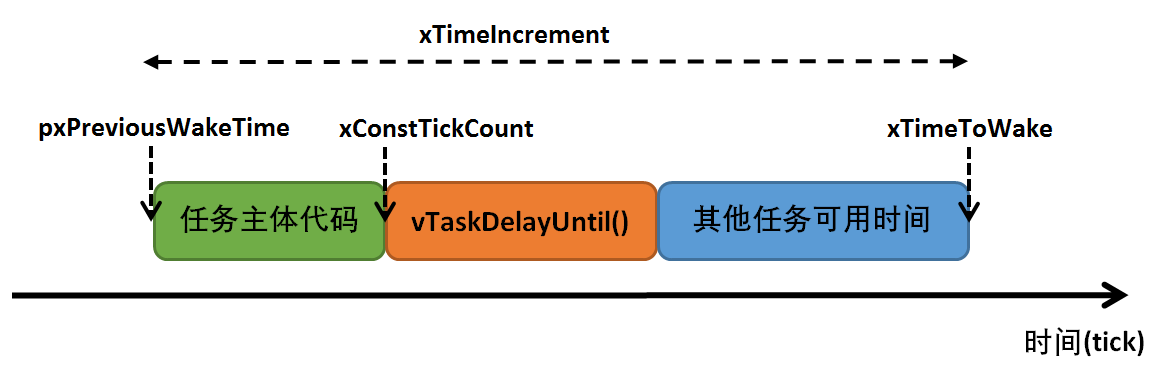 xTimeIncrement
pxPreviousWakeTime
xConstTickCount
xTimeToWake
任务主体代码
vTaskDelayUntil()
其他任务可用时间
时间(tick)